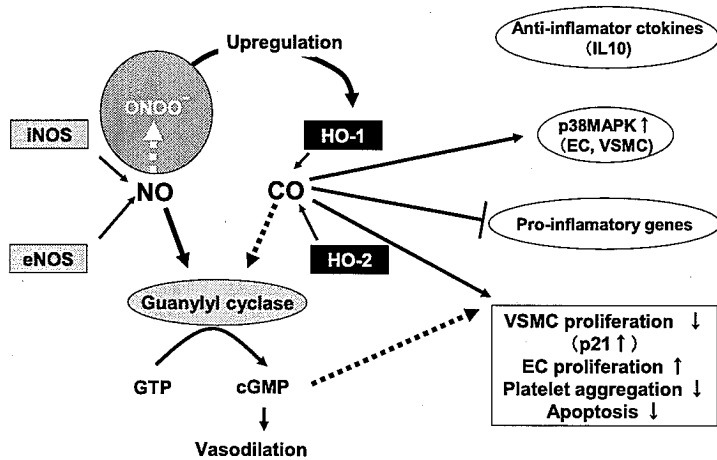 Upregulation
Anti-inflamator ctokines
(IL10)
ONOO⁻
iNOS
HO-1
p38MAPK↑
(EC, VSMC)
NO
CO
Pro-inflamatory genes
eNOS
HO-2
Guanylyl cyclase
VSMC proliferation ↓
(p21↑)
EC proliferation ↑
Platelet aggregation ↓
Apoptosis ↓
GTP
cGMP
Vasodilation